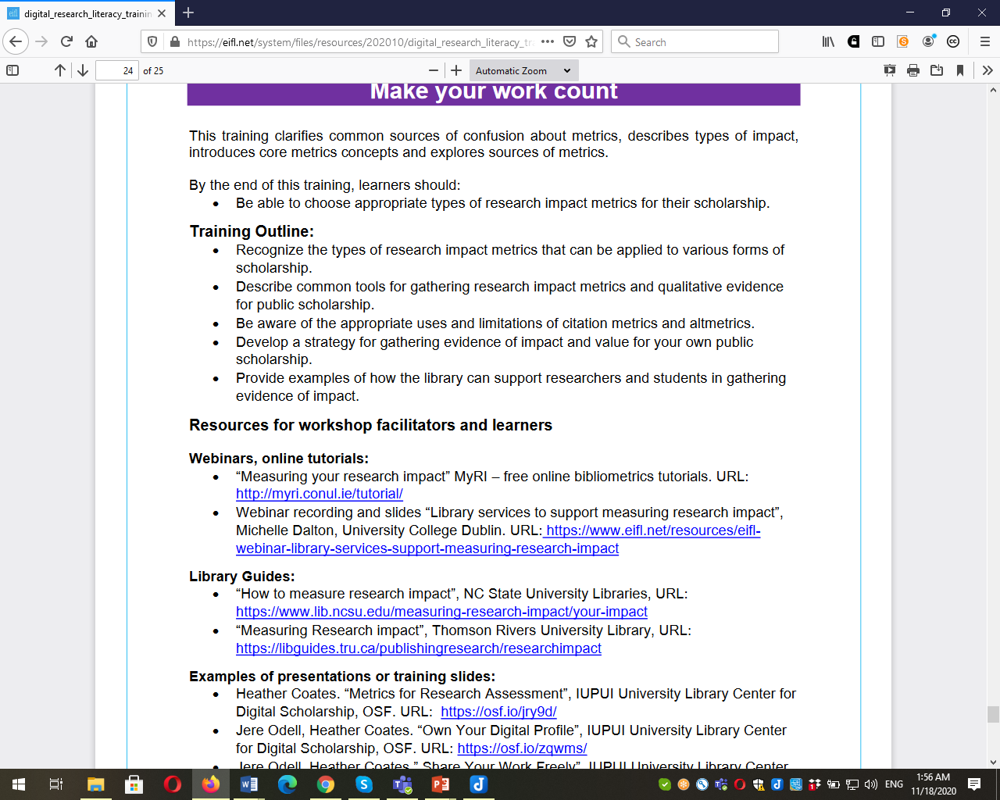 eifl digital_research_literacy_trainin
https://eifl.net/system/files/resources/202010/digital_research_literacy_tr
Search
24 of 25
Automatic Zoom
Make your work count
This training clarifies common sources of confusion about metrics, describes types of impact,
introduces core metrics concepts and explores sources of metrics.
By the end of this training, learners should:
• Be able to choose appropriate types of research impact metrics for their scholarship.
Training Outline:
• Recognize the types of research impact metrics that can be applied to various forms of
scholarship.
• Describe common tools for gathering research impact metrics and qualitative evidence
for public scholarship.
• Be aware of the appropriate uses and limitations of citation metrics and altmetrics.
• Develop a strategy for gathering evidence of impact and value for your own public
scholarship.
• Provide examples of how the library can support researchers and students in gathering
evidence of impact.
Resources for workshop facilitators and learners
Webinars, online tutorials:
• “Measuring your research impact” MyRI – free online bibliometrics tutorials. URL:
http://myri.conul.ie/tutorial/
• Webinar recording and slides “Library services to support measuring research impact”,
Michelle Dalton, University College Dublin. URL: https://www.eifl.net/resources/eifl-
webinar-library-services-support-measuring-research-impact
Library Guides:
• “How to measure research impact”, NC State University Libraries, URL:
https://www.lib.ncsu.edu/measuring-research-impact/your-impact
• “Measuring Research impact”, Thomson Rivers University Library, URL:
https://libguides.tru.ca/publishingresearch/researchimpact
Examples of presentations or training slides:
• Heather Coates. “Metrics for Research Assessment”, IUPUI University Library Center for
Digital Scholarship, OSF. URL:  https://osf.io/jry9d/
• Jere Odell, Heather Coates. “Own Your Digital Profile”, IUPUI University Library Center
for Digital Scholarship, OSF. URL: https://osf.io/zqwms/
• Jere Odell, Heather Coates.” Share Your Work Freely”, IUPUI University Library Center
ENG
1:56 AM
11/18/2020